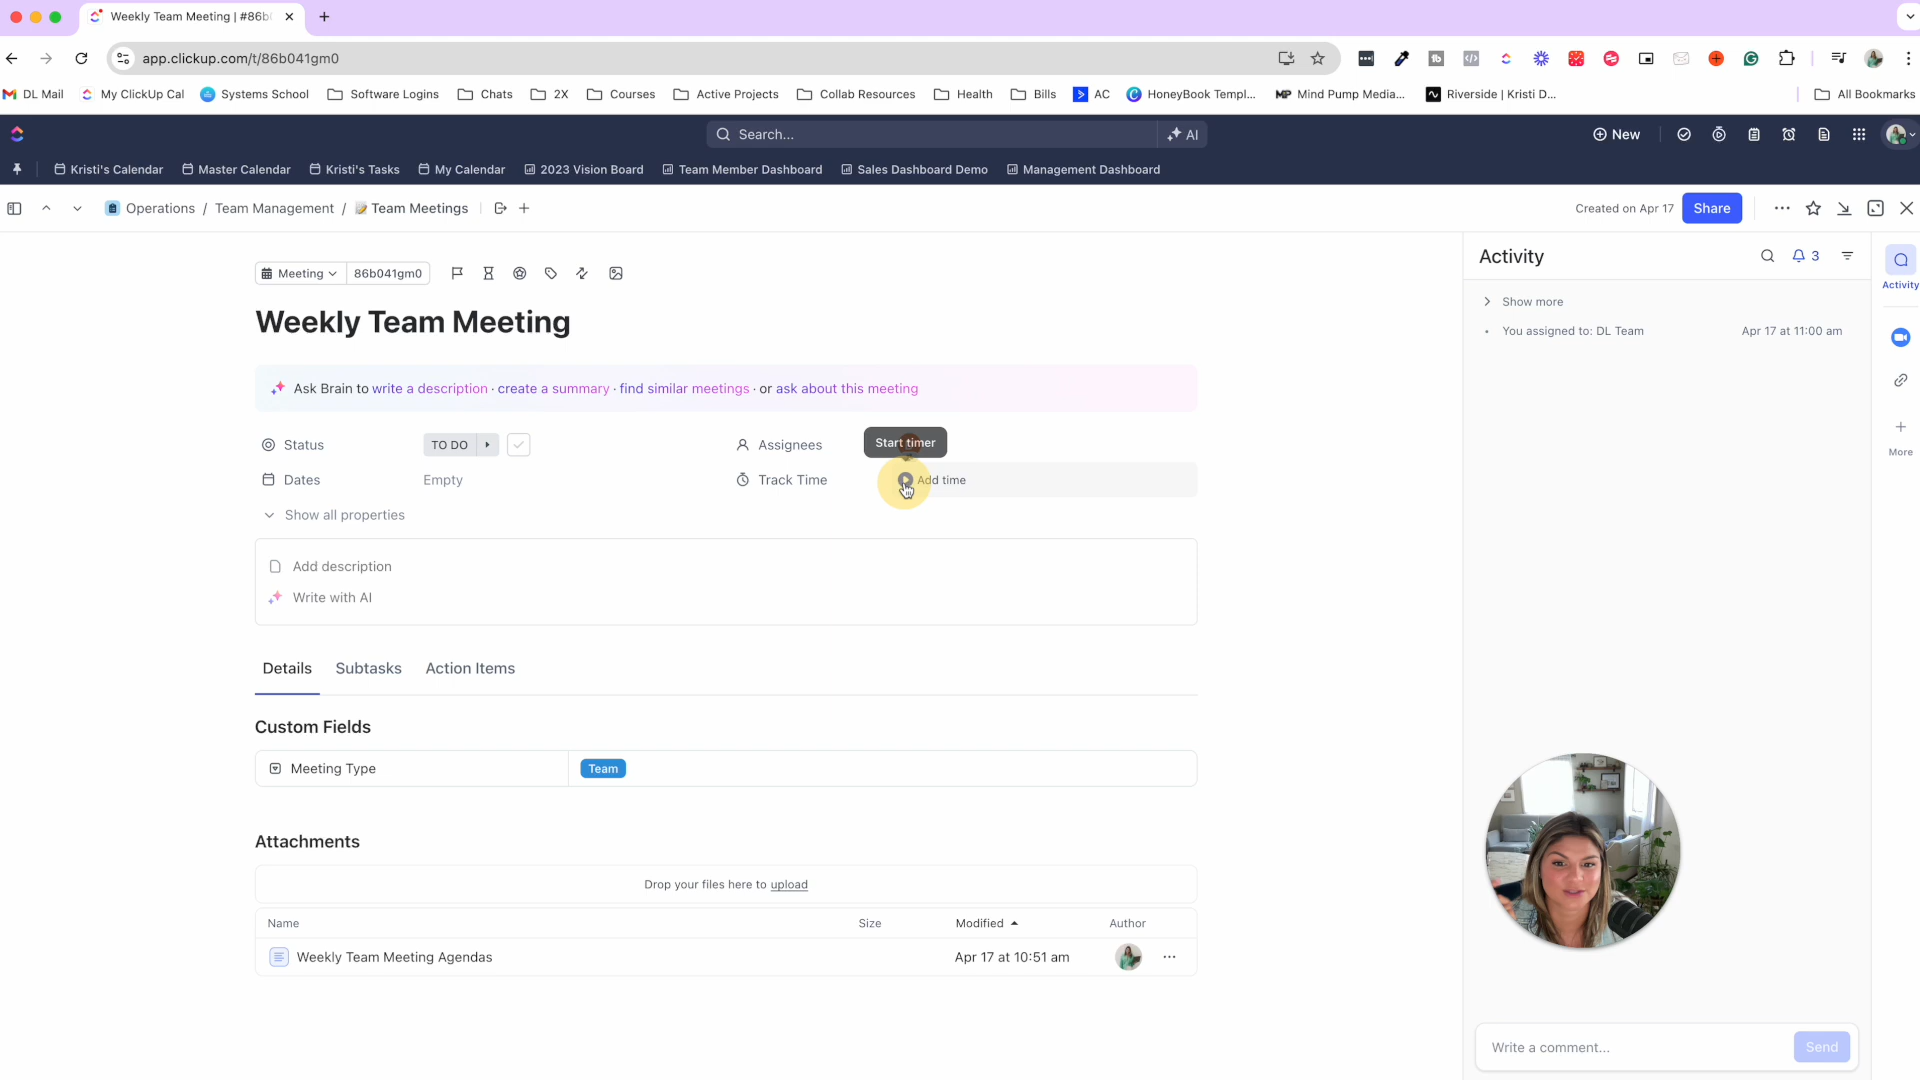 Weekly Team Meeting | #86b
app.clickup.com/t/86b041gm0
DL Mail
My ClickUp Cal
Systems School
Software Logins
Chats
2X
Courses
Active Projects
Collab Resources
Health
Bills
AC
HoneyBook Templ...
MP Mind Pump Media...
Riverside | Kristi D...
All Bookmarks
Search...
AI
New
Kristi's Calendar
Master Calendar
Kristi's Tasks
My Calendar
2023 Vision Board
Team Member Dashboard
Sales Dashboard Demo
Management Dashboard
Operations / Team Management / Team Meetings
Created on Apr 17
Share
Meeting
86b041gm0
Weekly Team Meeting
Ask Brain to write a description · create a summary · find similar meetings · or ask about this meeting
Status
TO DO
Assignees
Start timer
Dates
Empty
Track Time
Add time
Show all properties
Add description
Write with AI
Details
Subtasks
Action Items
Custom Fields
Meeting Type
Team
Attachments
Drop your files here to upload
Name
Size
Modified
Author
Weekly Team Meeting Agendas
Apr 17 at 10:51 am
Activity
3
Show more
You assigned to: DL Team
Apr 17 at 11:00 am
Activity
More
Write a comment...
Send